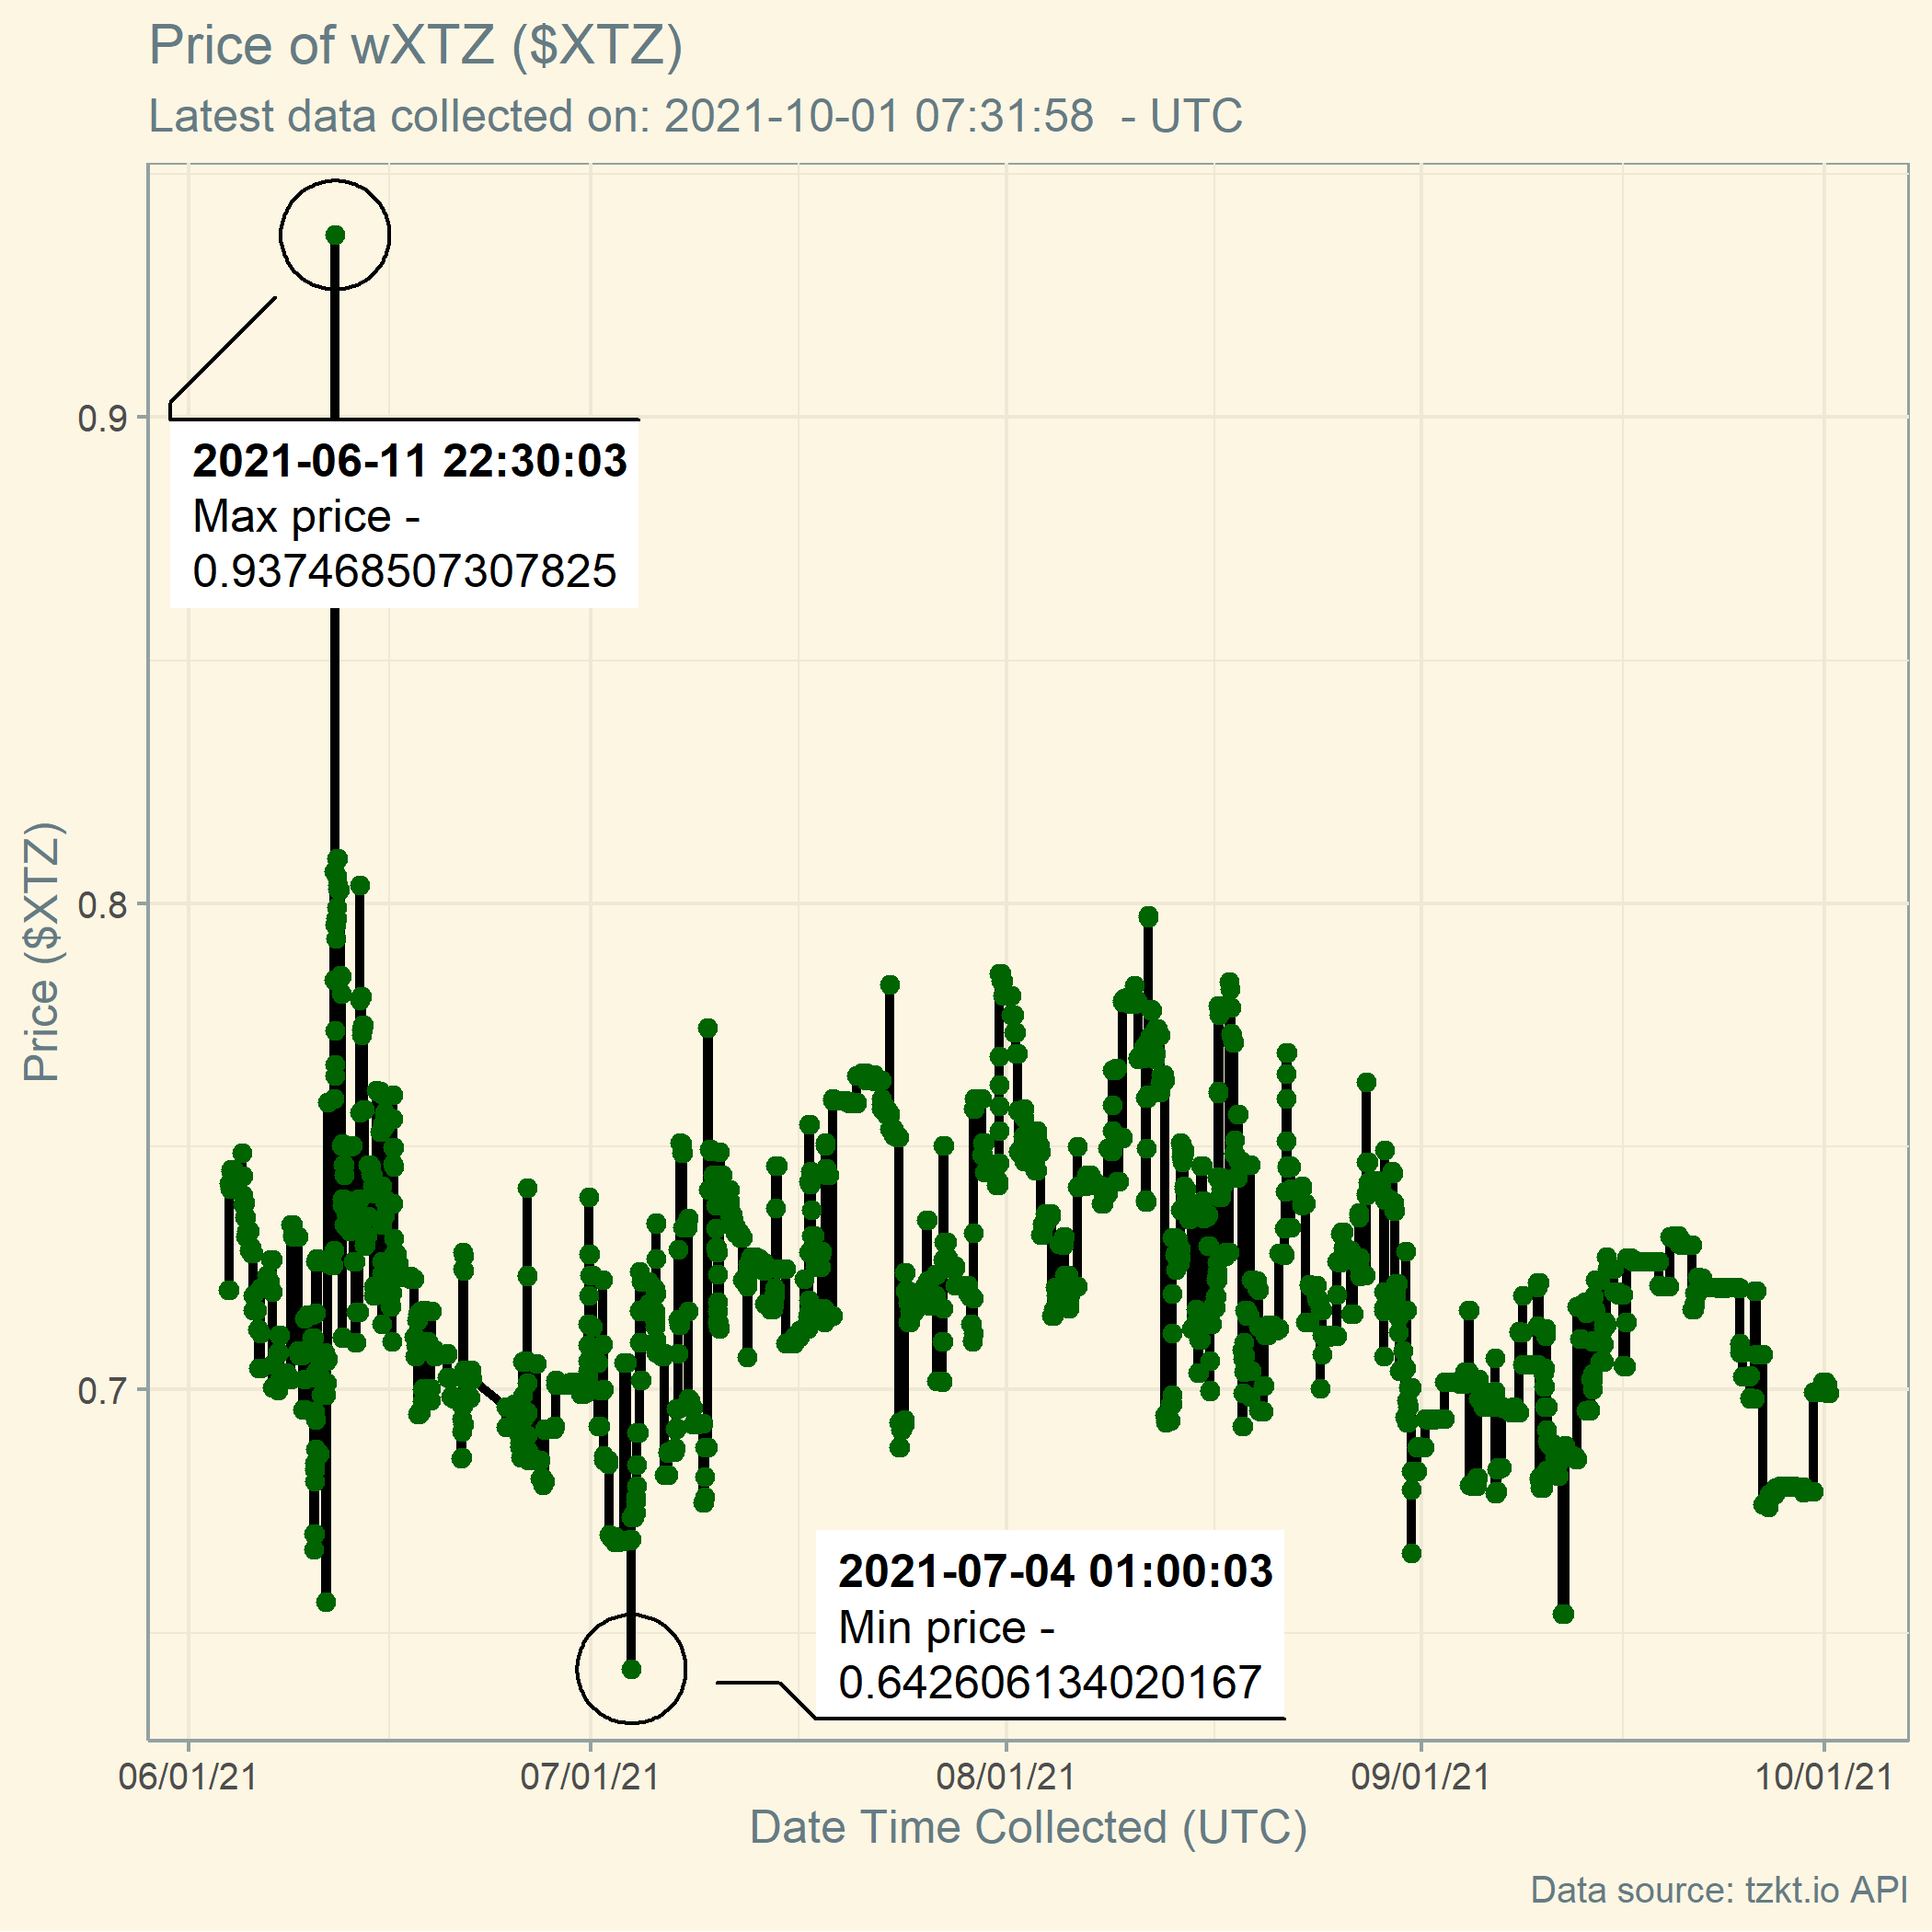 Price of wXTZ ($XTZ)
Latest data collected on: 2021-10-01 07:31:58  - UTC
Price ($XTZ)
0.9
0.8
0.7
2021-06-11 22:30:03
Max price -
0.937468507307825
2021-07-04 01:00:03
Min price -
0.642606134020167
06/01/21
07/01/21
08/01/21
09/01/21
10/01/21
Date Time Collected (UTC)
Data source: tzkt.io API